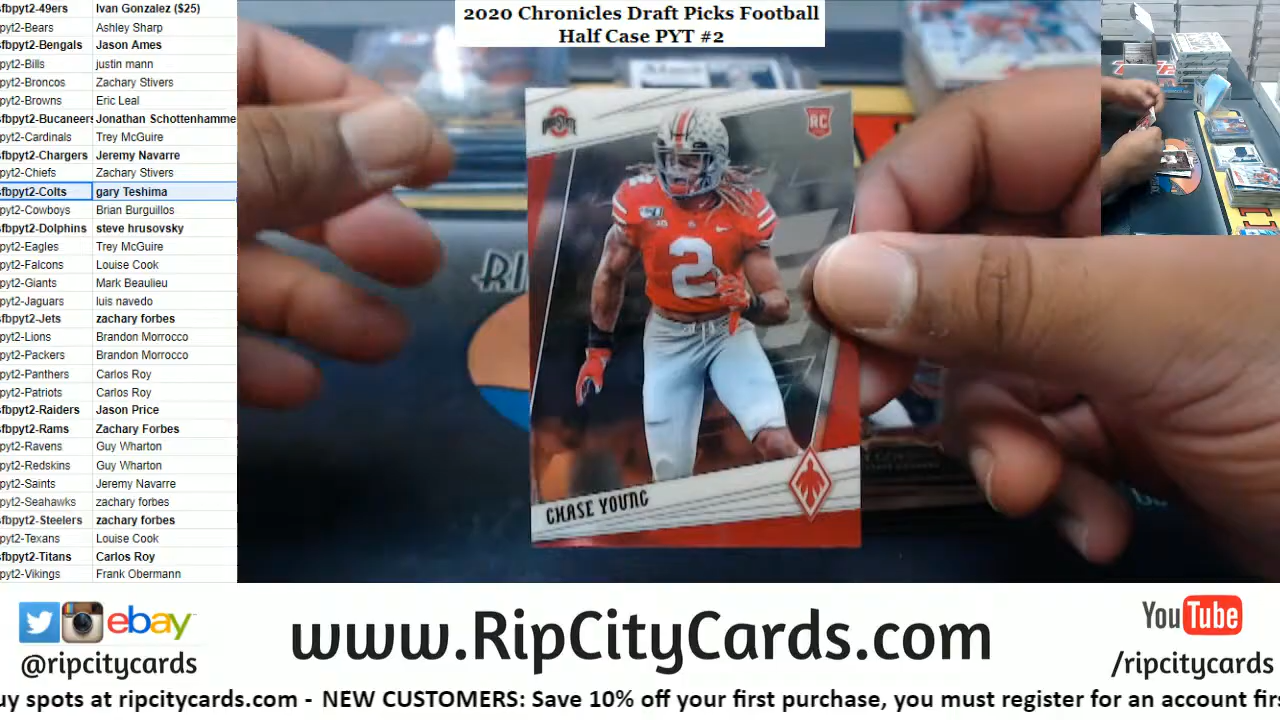 2020 Chronicles Draft Picks Football
Half Case PYT #2
fbpyt2-49ers Ivan Gonzalez ($25)
pyt2-Bears Ashley Sharp
fbpyt2-Bengals Jason Ames
pyt2-Bills justin mann
pyt2-Broncos Zachary Stivers
pyt2-Browns Eric Leal
fbpyt2-Bucaneers Jonathan Schottenhamme
pyt2-Cardinals Trey McGuire
fbpyt2-Chargers Jeremy Navarre
pyt2-Chiefs Zachary Stivers
fbpyt2-Colts gary Teshima
pyt2-Cowboys Brian Burguillos
fbpyt2-Dolphins steve hrusovsky
pyt2-Eagles Trey McGuire
pyt2-Falcons Louise Cook
pyt2-Giants Mark Beaulieu
pyt2-Jaguars luis navedo
fbpyt2-Jets zachary forbes
pyt2-Lions Brandon Morrocco
pyt2-Packers Brandon Morrocco
pyt2-Panthers Carlos Roy
pyt2-Patriots Carlos Roy
fbpyt2-Raiders Jason Price
fbpyt2-Rams Zachary Forbes
pyt2-Ravens Guy Wharton
pyt2-Redskins Guy Wharton
pyt2-Saints Jeremy Navarre
pyt2-Seahawks zachary forbes
fbpyt2-Steelers zachary forbes
pyt2-Texans Louise Cook
fbpyt2-Titans Carlos Roy
pyt2-Vikings Frank Obermann
RC
2
CHASE YOUNG
ebay
@ripcitycards
www.RipCityCards.com
YouTube
/ripcitycards
uy spots at ripcitycards.com - NEW CUSTOMERS: Save 10% off your first purchase, you must register for an account firs